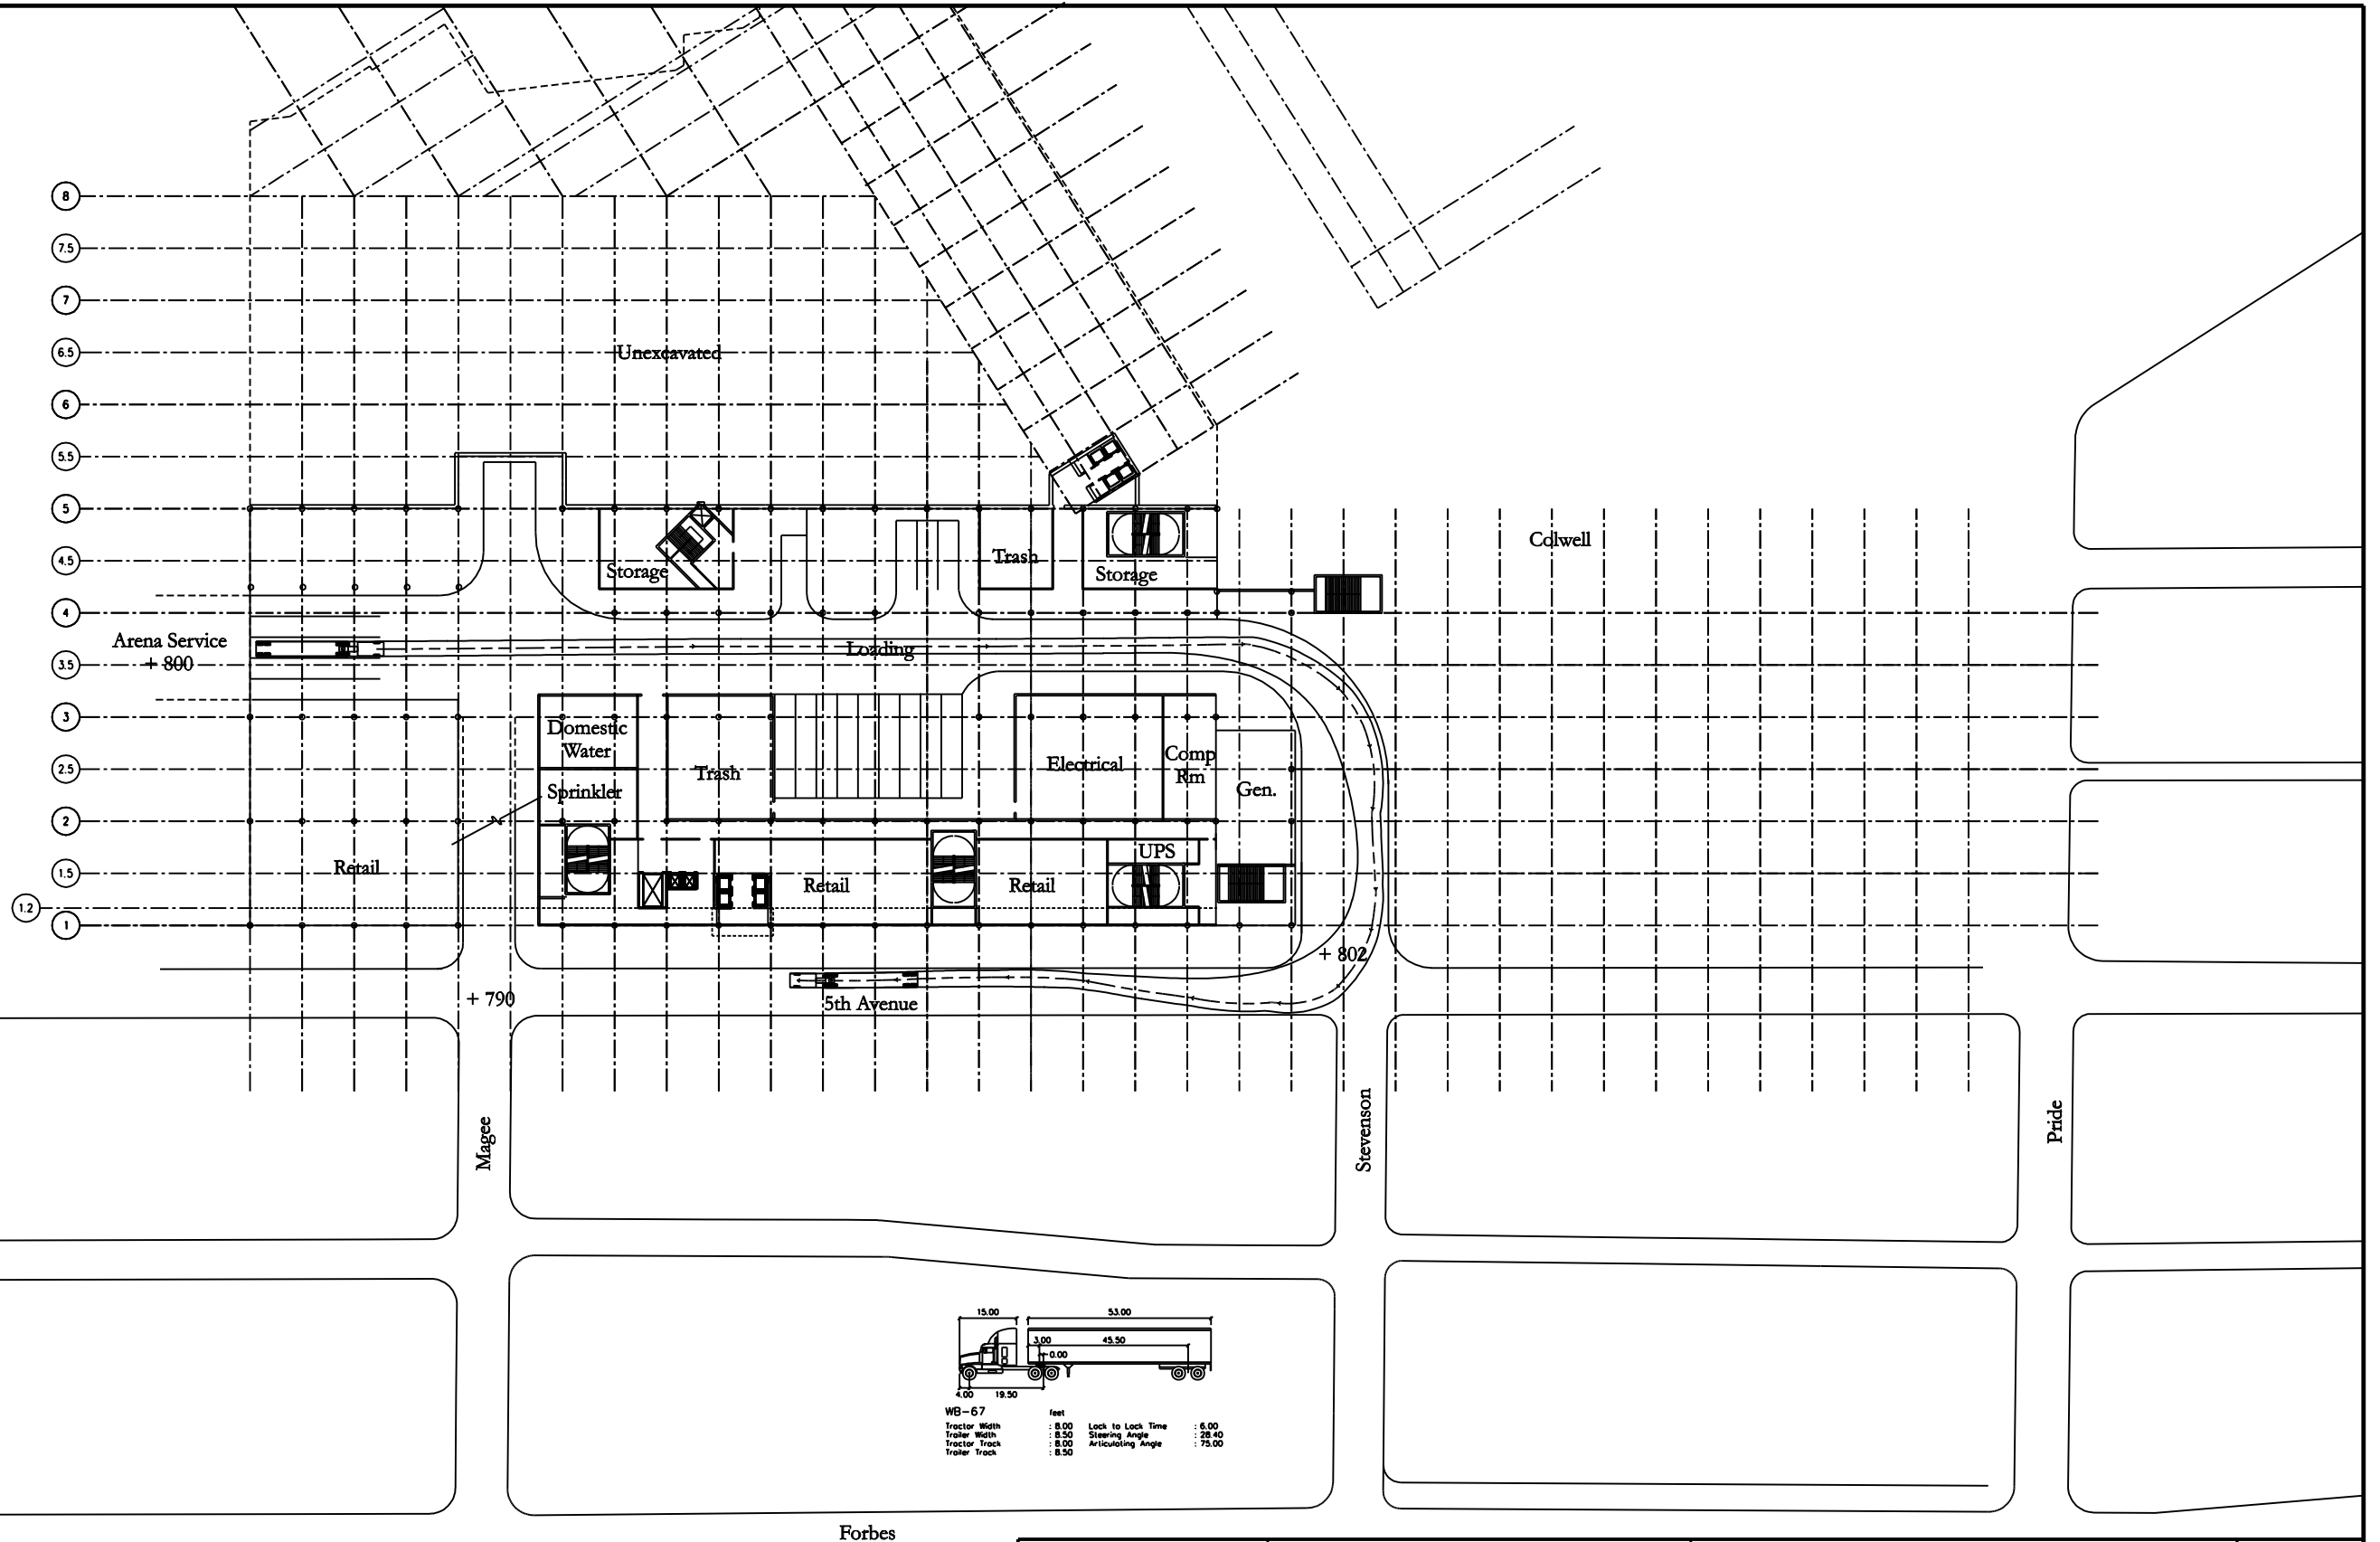 8
7.5
7
Unexcavated
6.5
6
5.5
5
Colwell
4.5
Trash
Storage
Storage
4
Arena Service
+ 800
Loading
3.5
3
Domestic
Water
Comp
Rm
Electrical
2.5
Trash
Gen.
Sprinkler
2
UPS
Retail
1.5
Retail
Retail
1.2
1
+ 802
+ 790
5th Avenue
Magee
Stevenson
Pride
15.00
53.00
3.00
45.50
0.00
4.00
19.50
WB-67 feet
Tractor Width : 8.00 Lock to Lock Time : 6.00
Trailer Width : 8.50 Steering Angle : 28.40
Tractor Track : 8.00 Articulating Angle : 75.00
Trailer Track : 8.50
Forbes